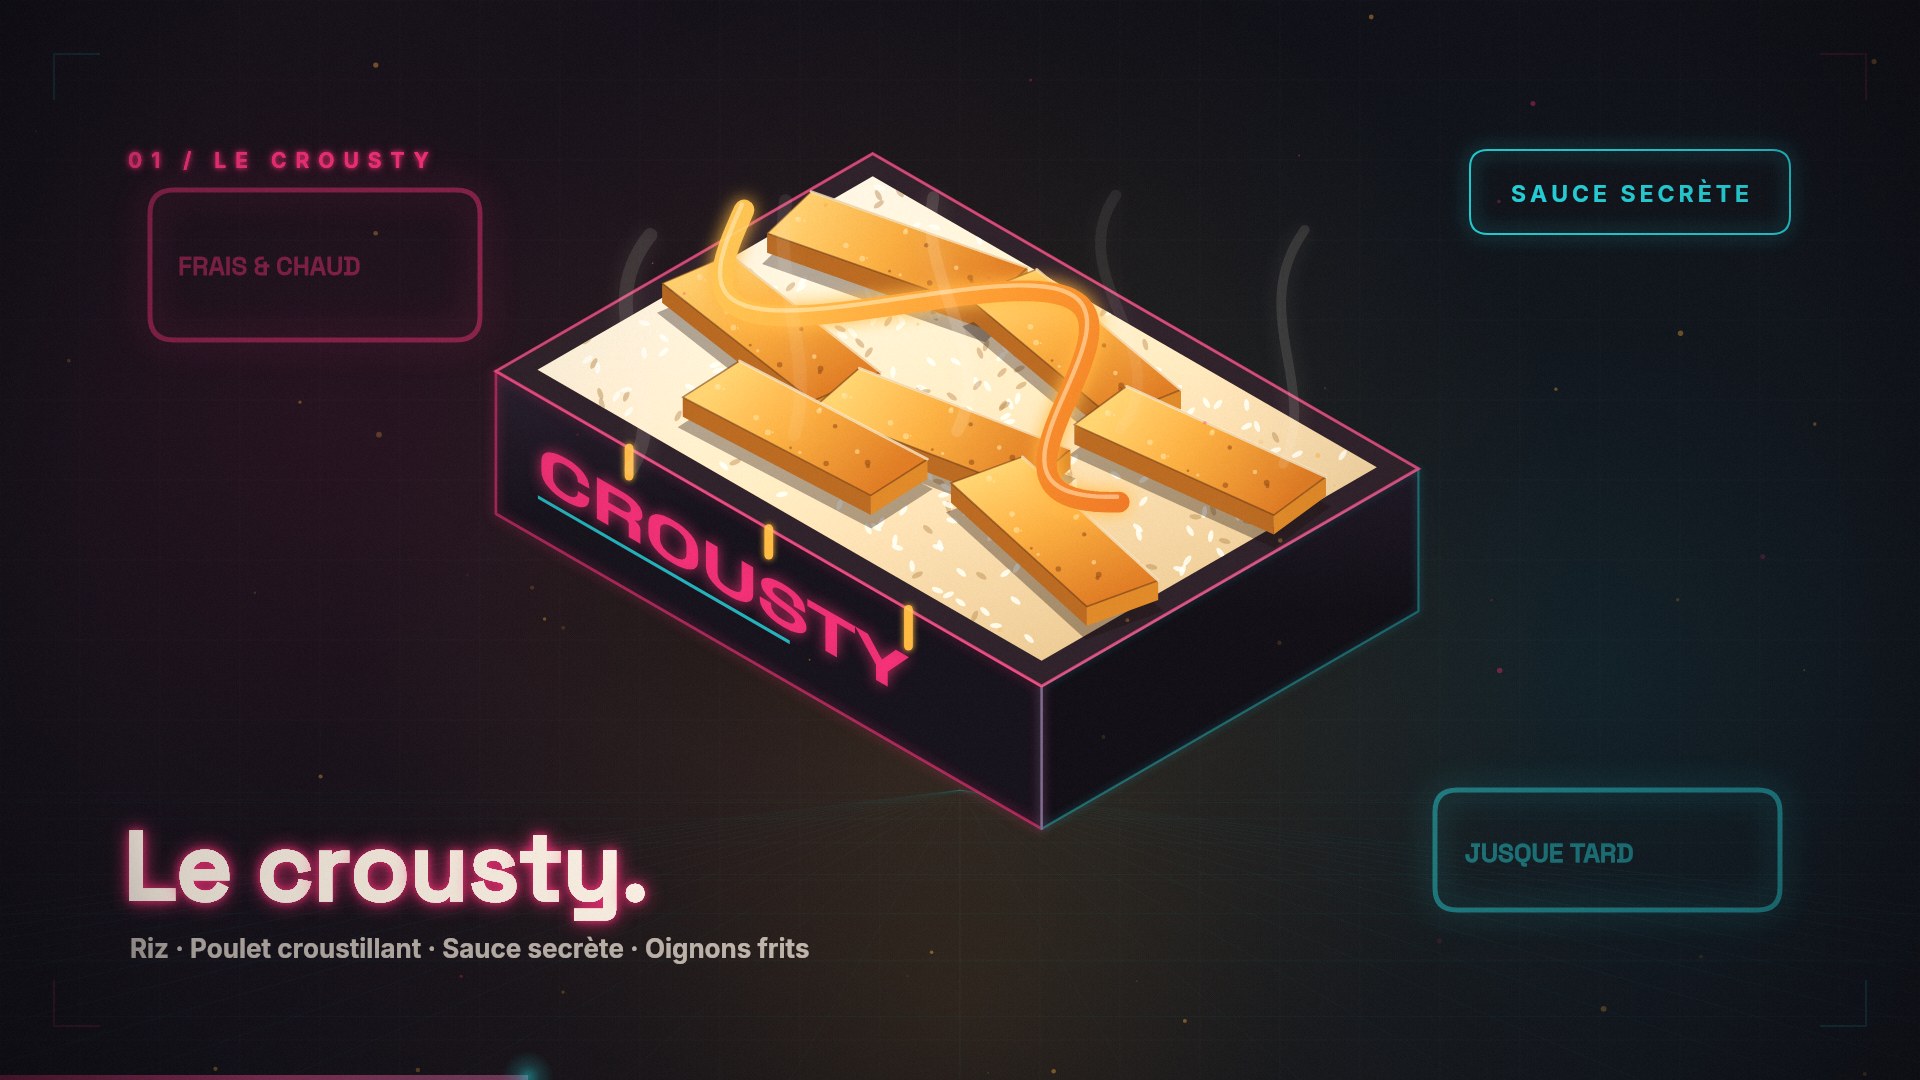 01 / LE CROUSTY
SAUCE SECRÈTE
FRAIS & CHAUD
CROUSTY
JUSQUE TARD
Le crousty.
Riz · Poulet croustillant · Sauce secrète · Oignons frits